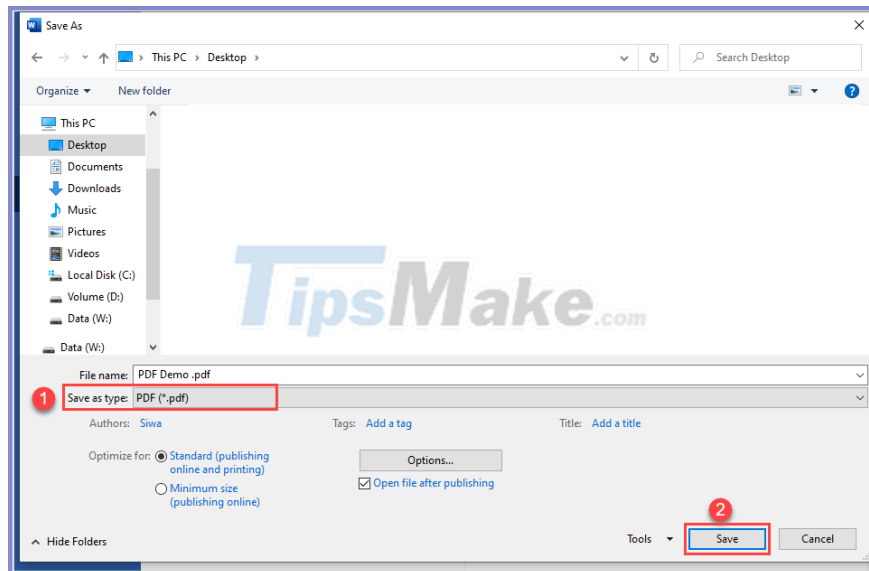 Save As
This PC > Desktop >
Search Desktop
Organize
New folder
This PC
Desktop
Documents
Downloads
Music
Pictures
Videos
Local Disk (C:)
Volume (D:)
Data (W:)
Data (W:)
TipsMake.com
File name: PDF Demo .pdf
1 Save as type: PDF (*.pdf)
Authors: Siwa
Tags: Add a tag
Title: Add a title
Optimize for: Standard (publishing
online and printing)
Minimum size
(publishing online)
Options...
Open file after publishing
2
Hide Folders
Tools
Save
Cancel